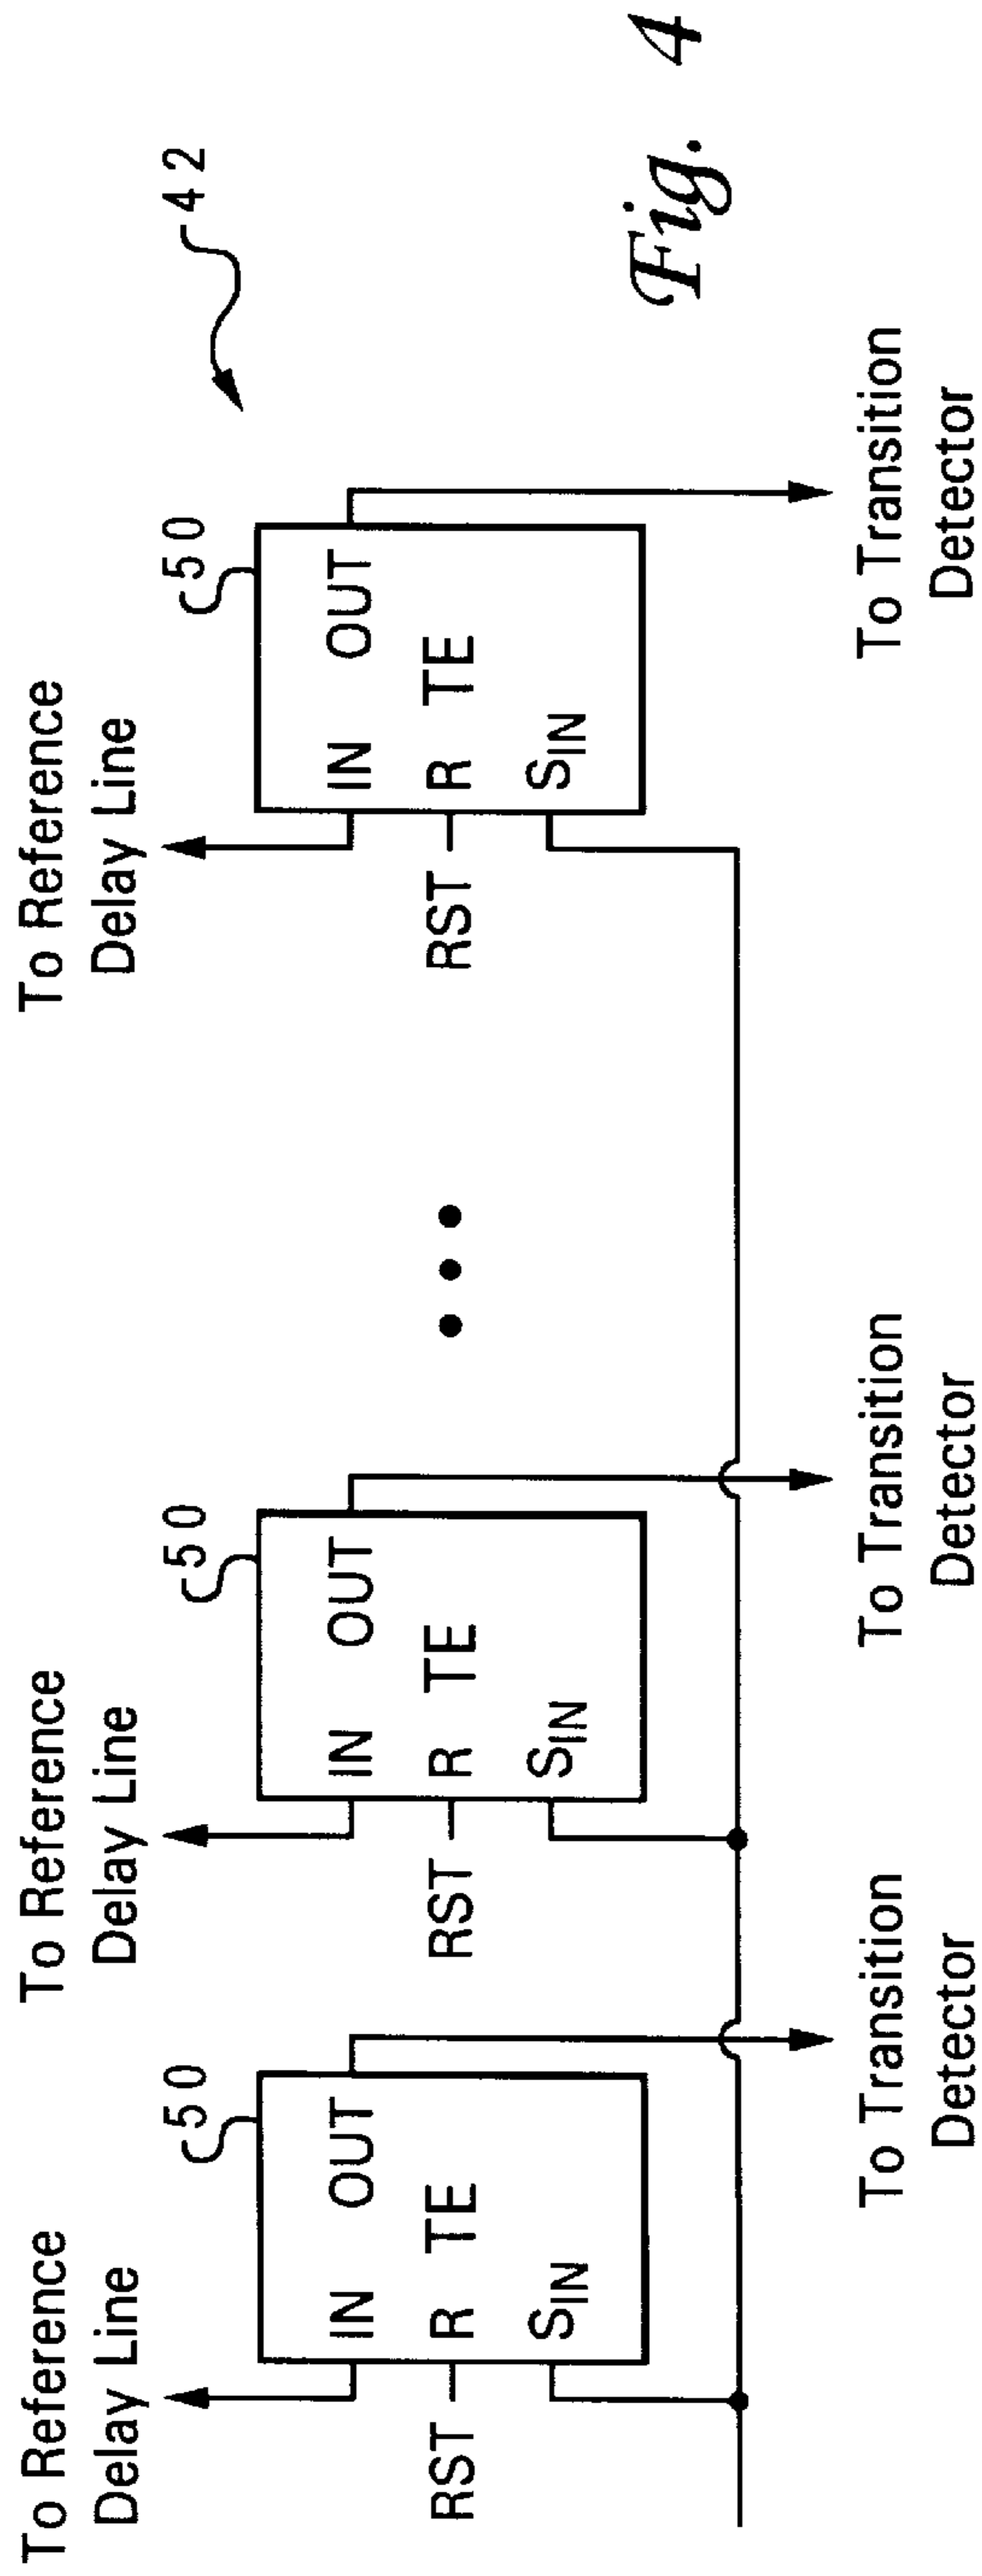 To Reference
Delay Line
To Reference
Delay Line
To Reference
Delay Line
42
50
50
50
IN OUT
IN OUT
IN OUT
RST
R TE
RST
R TE
RST
R TE
SIN
SIN
SIN
To Transition
Detector
To Transition
Detector
To Transition
Detector
Fig. 4